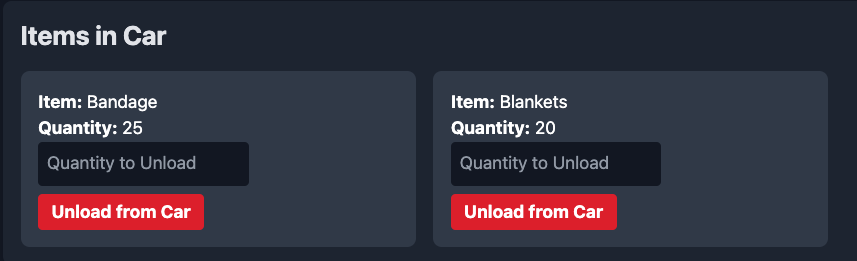 Items in Car
Item: Bandage
Quantity: 25
Quantity to Unload
Unload from Car
Item: Blankets
Quantity: 20
Quantity to Unload
Unload from Car